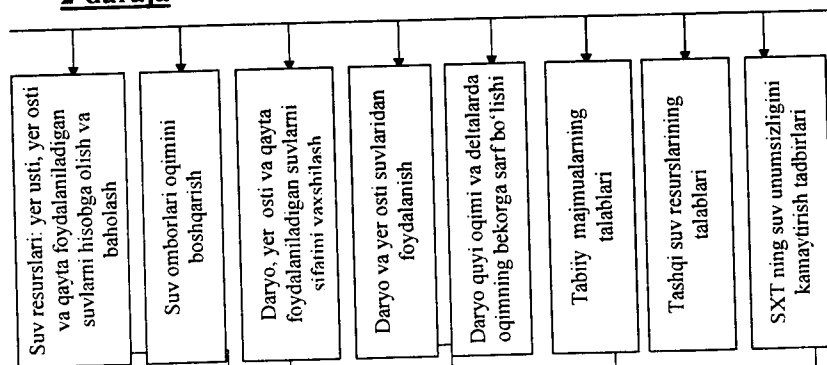 2-daraja
Suv resurslari: yer usti, yer osti
va qayta foydalaniladigan
suvlarni hisobga olish va
baholash
Suv omborlari oqimini
boshqarish
Daryo, yer osti va qayta
foydalaniladigan suvlarni
sifatini yaxshilash
Daryo va yer osti suvlaridan
foydalanish
Daryo quyi oqimi va deltalarda
oqimning bekorga sarf bo‘lishi
Tabiiy majmualarning
talablari
Tashqi suv resurslarining
talablari
SXT ning suv unumsizligini
kamaytirish tadbirlari